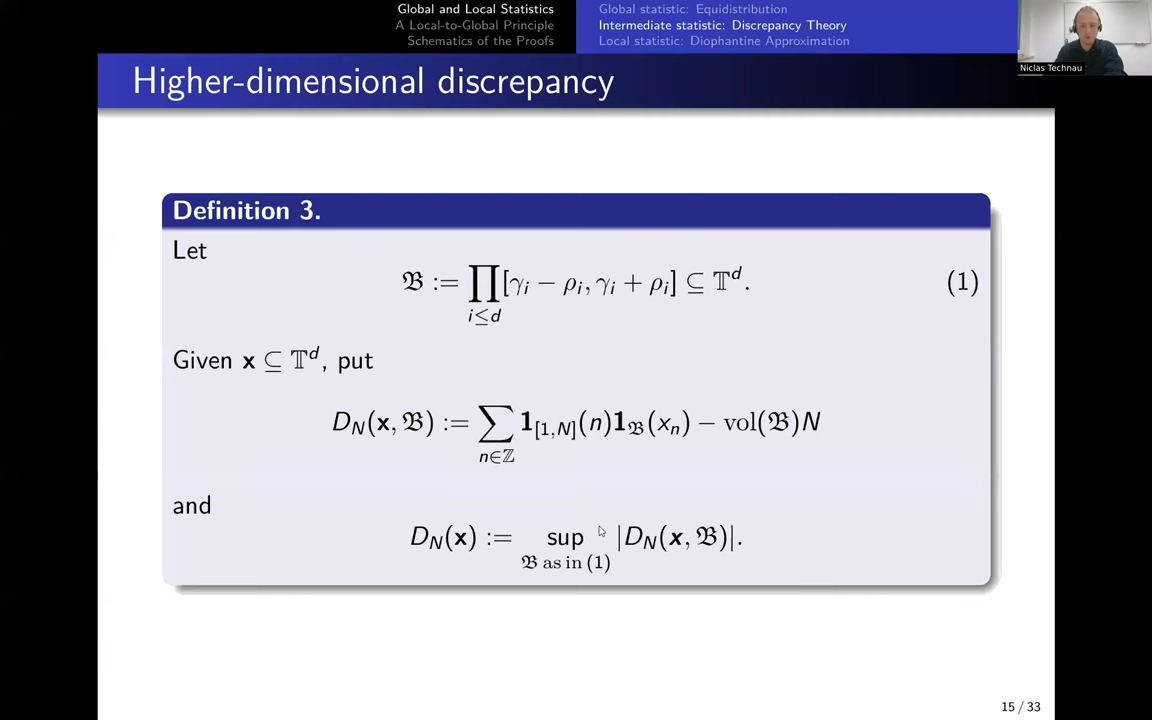 Global and Local Statistics
A Local-to-Global Principle
Schematics of the Proofs
Global statistic: Equidistribution
Intermediate statistic: Discrepancy Theory
Local statistic: Diophantine Approximation
Niclas Technau
Higher-dimensional discrepancy
Definition 3.
Let
𝔅 := ∏_{i≤d} [γ_i − ρ_i, γ_i + ρ_i] ⊆ 𝕋^d. (1)
Given 𝐱 ⊆ 𝕋^d, put
D_N(𝐱, 𝔅) := ∑_{n∈ℤ} 𝟏_{[1,N]}(n)𝟏_𝔅(x_n) − vol(𝔅)N
and
D_N(𝐱) := sup_{𝔅 as in (1)} |D_N(𝒙, 𝔅)|.
15 / 33